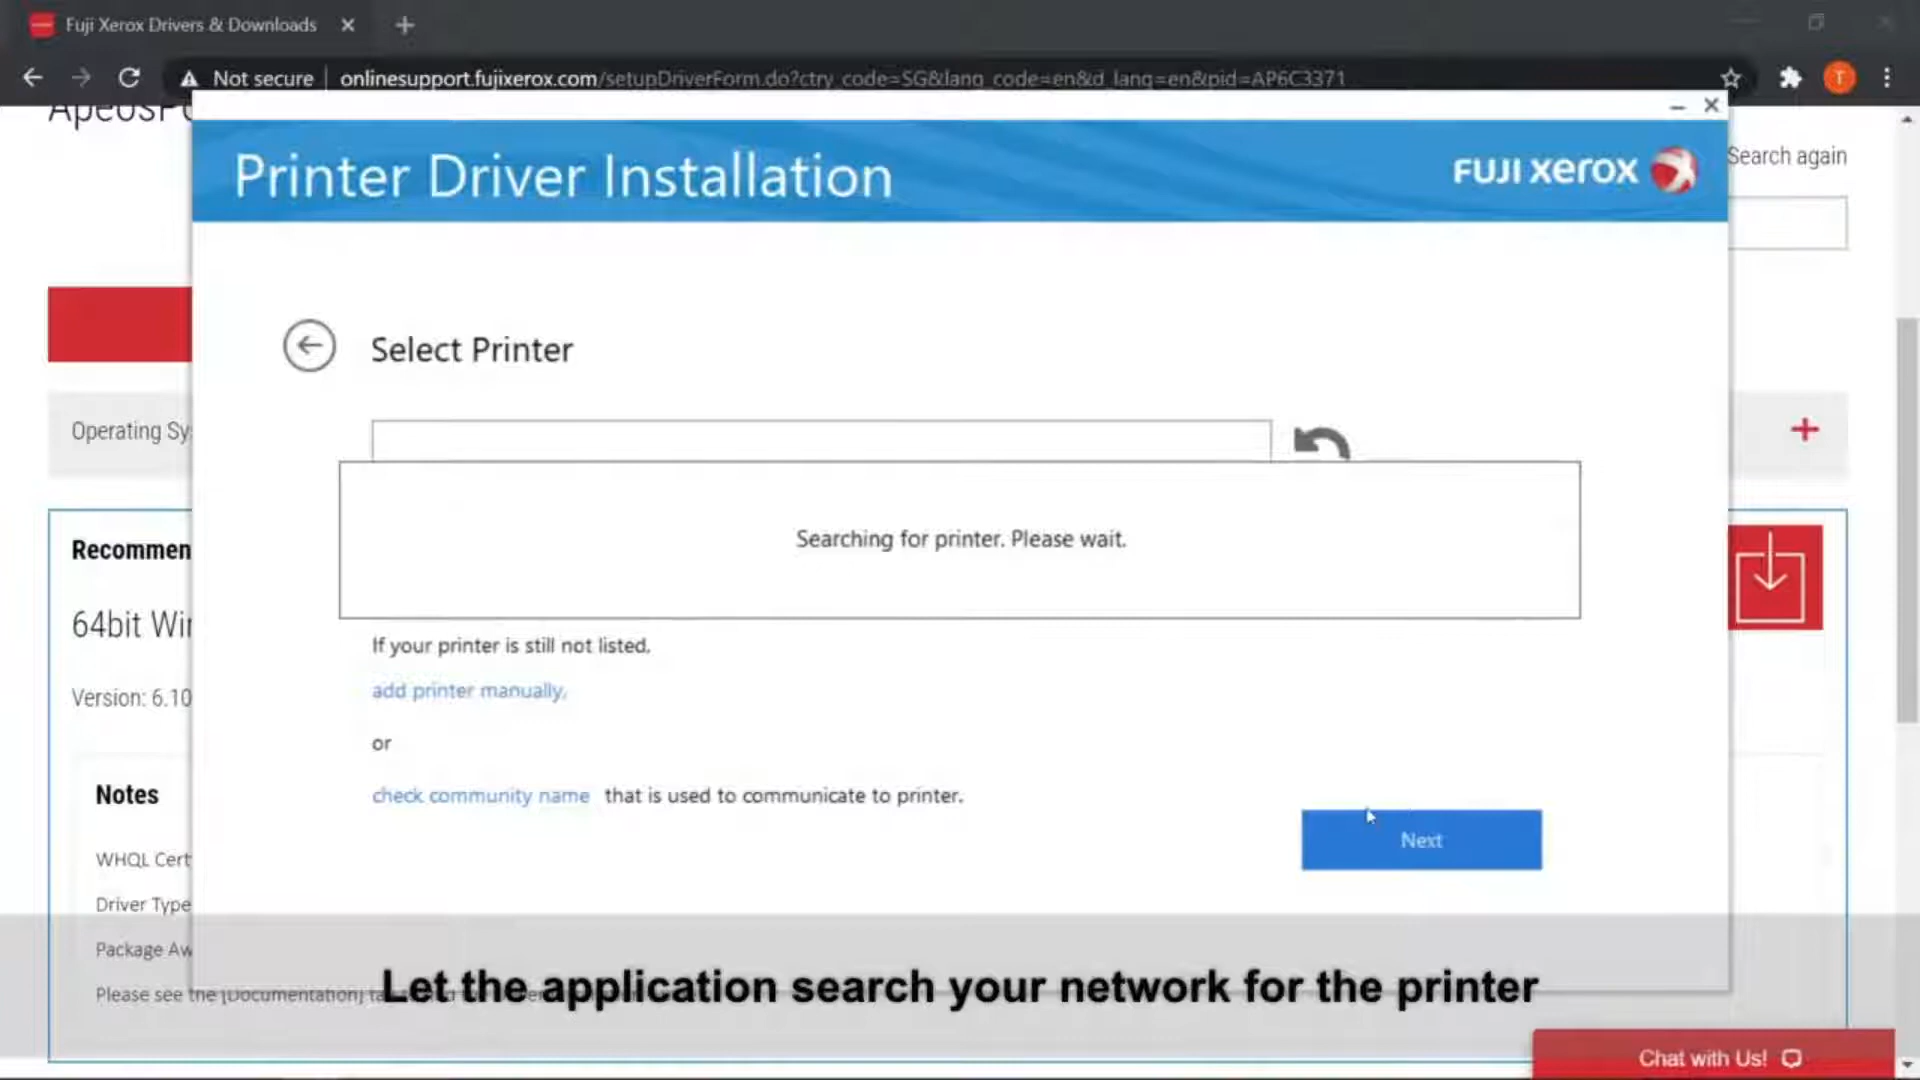 Fuji Xerox Drivers & Downloads
Not secure | onlinesupport.fujixerox.com/setupDriverForm.do?ctry_code=SG&lang_code=en&d_lang=en&pid=AP6C3371
T
Printer Driver Installation
FUJI xerox
Search again
Select Printer
Operating Sy
Searching for printer. Please wait.
Recommen
64bit Wi
If your printer is still not listed.
add printer manually,
Version: 6.10
or
Notes
check community name that is used to communicate to printer.
Next
WHQL Cert
Driver Type
Package Aw
Please see the [Documentation] ta
Let the application search your network for the printer
Chat with Us!